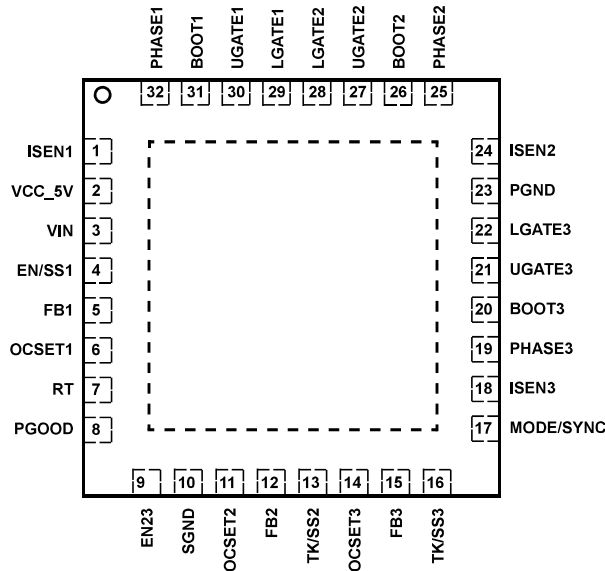 PHASE1
BOOT1
UGATE1
LGATE1
LGATE2
UGATE2
BOOT2
PHASE2
32
31
30
29
28
27
26
25
ISEN1 1
VCC_5V 2
VIN 3
EN/SS1 4
FB1 5
OCSET1 6
RT 7
PGOOD 8
24 ISEN2
23 PGND
22 LGATE3
21 UGATE3
20 BOOT3
19 PHASE3
18 ISEN3
17 MODE/SYNC
9
10
11
12
13
14
15
16
EN23
SGND
OCSET2
FB2
TK/SS2
OCSET3
FB3
TK/SS3